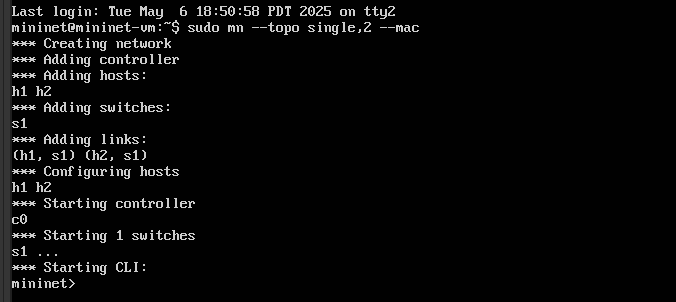 Last login: Tue May  6 18:50:58 PDT 2025 on tty2
mininet@mininet-vm:~$ sudo mn --topo single,2 --mac
*** Creating network
*** Adding controller
*** Adding hosts:
h1 h2
*** Adding switches:
s1
*** Adding links:
(h1, s1) (h2, s1)
*** Configuring hosts
h1 h2
*** Starting controller
c0
*** Starting 1 switches
s1 ...
*** Starting CLI:
mininet>